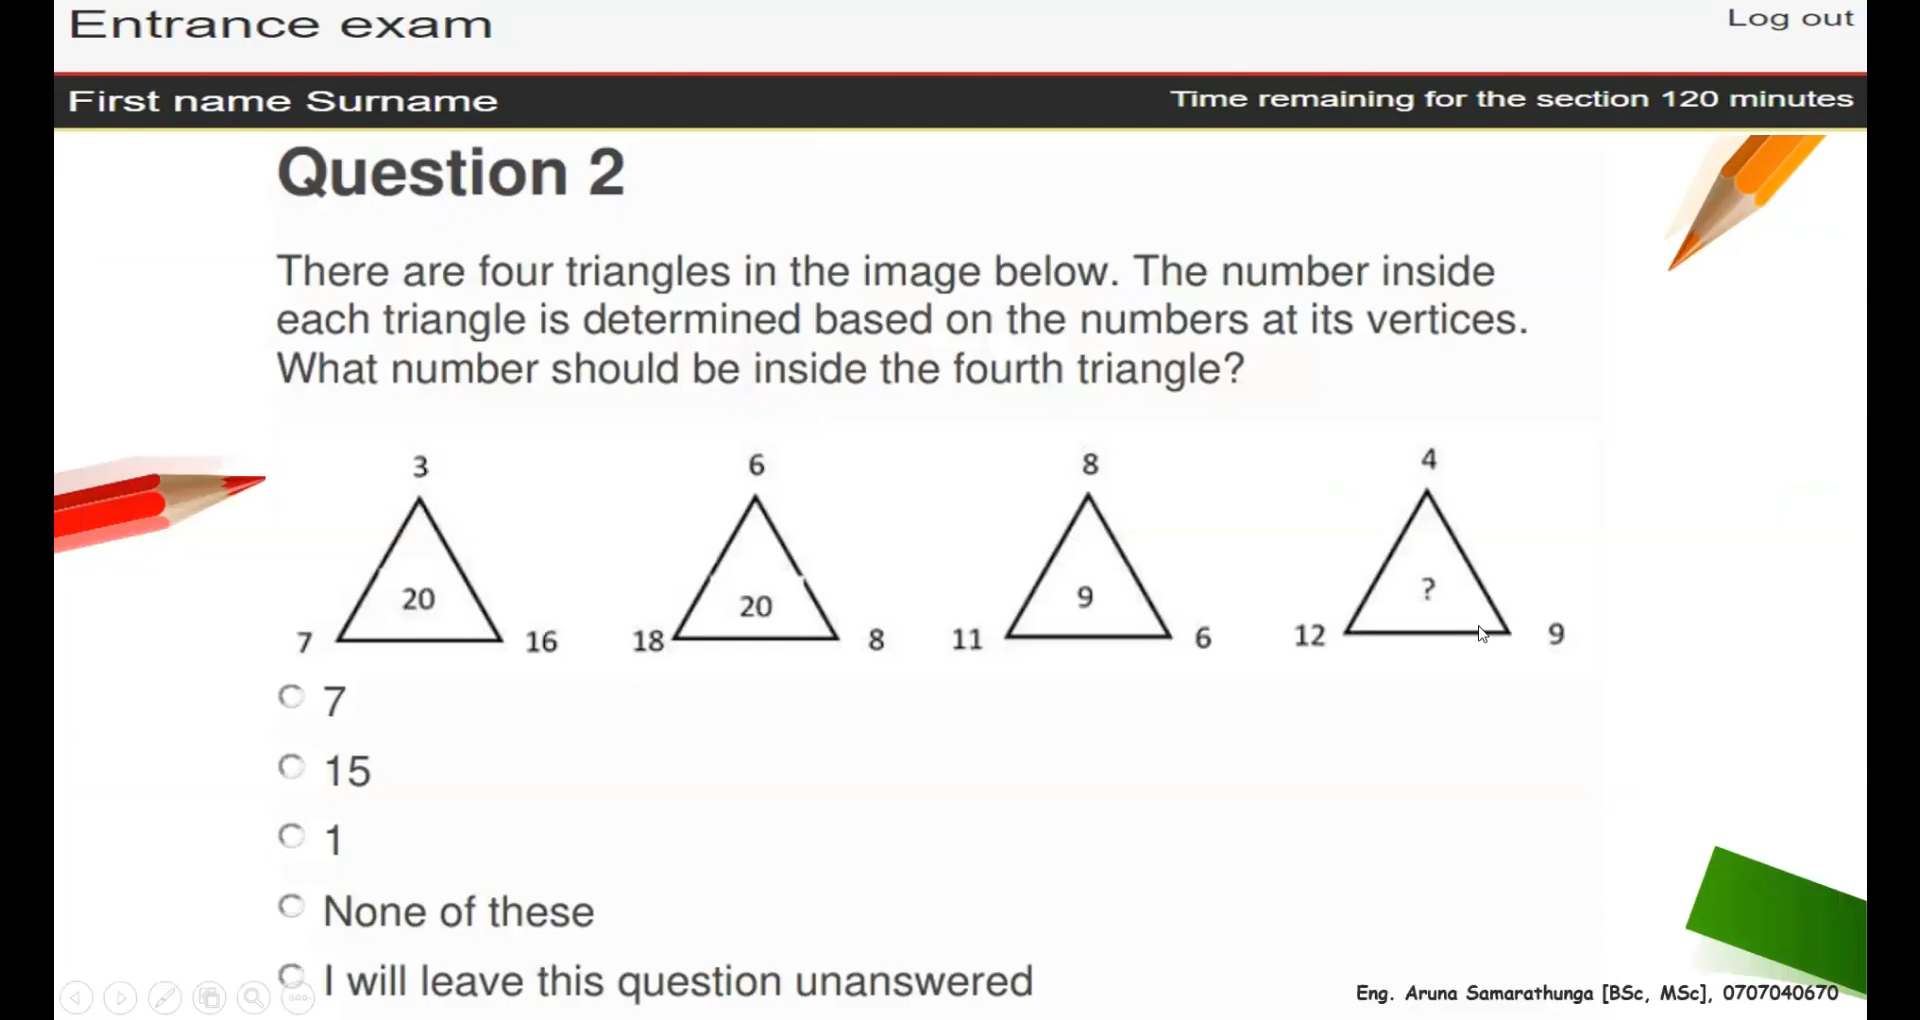 Entrance exam
Log out
First name Surname
Time remaining for the section 120 minutes
Question 2
There are four triangles in the image below. The number inside
each triangle is determined based on the numbers at its vertices.
What number should be inside the fourth triangle?
3
6
8
4
20
20
9
?
7
16
18
8
11
6
12
9
7
15
1
None of these
I will leave this question unanswered
Eng. Aruna Samarathunga [BSc, MSc], 0707040670